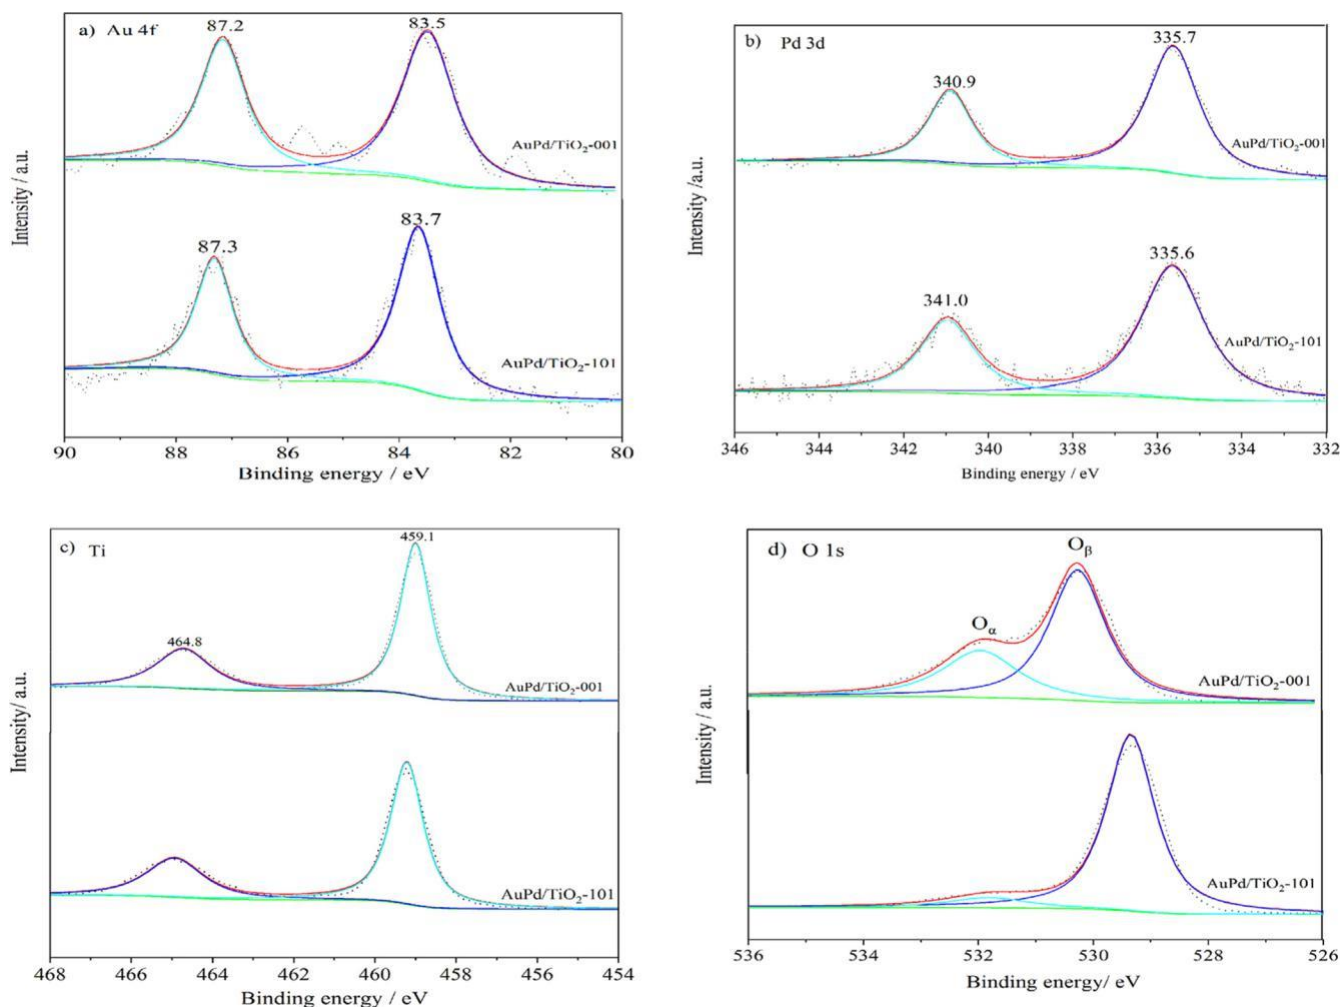 a) Au 4f
87.2
83.5
AuPd/TiO₂-001
87.3
83.7
AuPd/TiO₂-101
Intensity / a.u.
90 88 86 84 82 80
Binding energy / eV
b) Pd 3d
340.9
335.7
AuPd/TiO₂-001
341.0
335.6
AuPd/TiO₂-101
Intensity /a.u.
346 344 342 340 338 336 334 332
Binding energy / eV
c) Ti
464.8
459.1
AuPd/TiO₂-001
AuPd/TiO₂-101
Intensity/ a.u.
468 466 464 462 460 458 456 454
Binding energy / eV
d) O 1s
Oα
Oβ
AuPd/TiO₂-001
AuPd/TiO₂-101
Intensity / a.u.
536 534 532 530 528 526
Binding energy/ eV